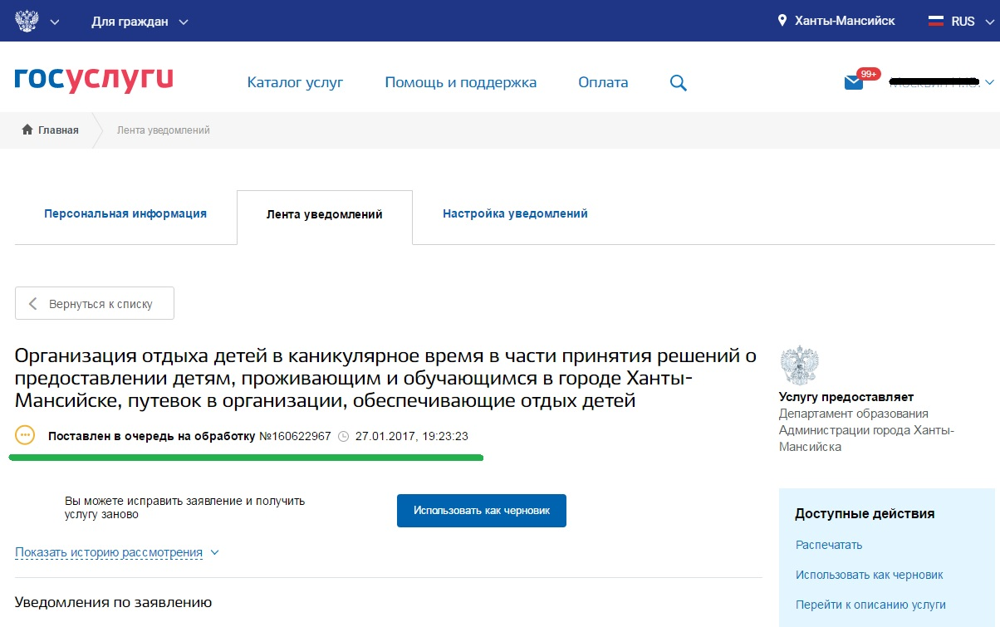 Для граждан
Ханты-Мансийск
RUS
госуслуги
Каталог услуг
Помощь и поддержка
Оплата
99+
Главная
Лента уведомлений
Персональная информация
Лента уведомлений
Настройка уведомлений
Вернуться к списку
Организация отдыха детей в каникулярное время в части принятия решений о
предоставлении детям, проживающим и обучающимся в городе Ханты-
Мансийске, путевок в организации, обеспечивающие отдых детей
Поставлен в очередь на обработку №160622967 27.01.2017, 19:23:23
Вы можете исправить заявление и получить
услугу заново
Использовать как черновик
Показать историю рассмотрения
Уведомления по заявлению
Услугу предоставляет
Департамент образования
Администрации города Ханты-
Мансийска
Доступные действия
Распечатать
Использовать как черновик
Перейти к описанию услуги